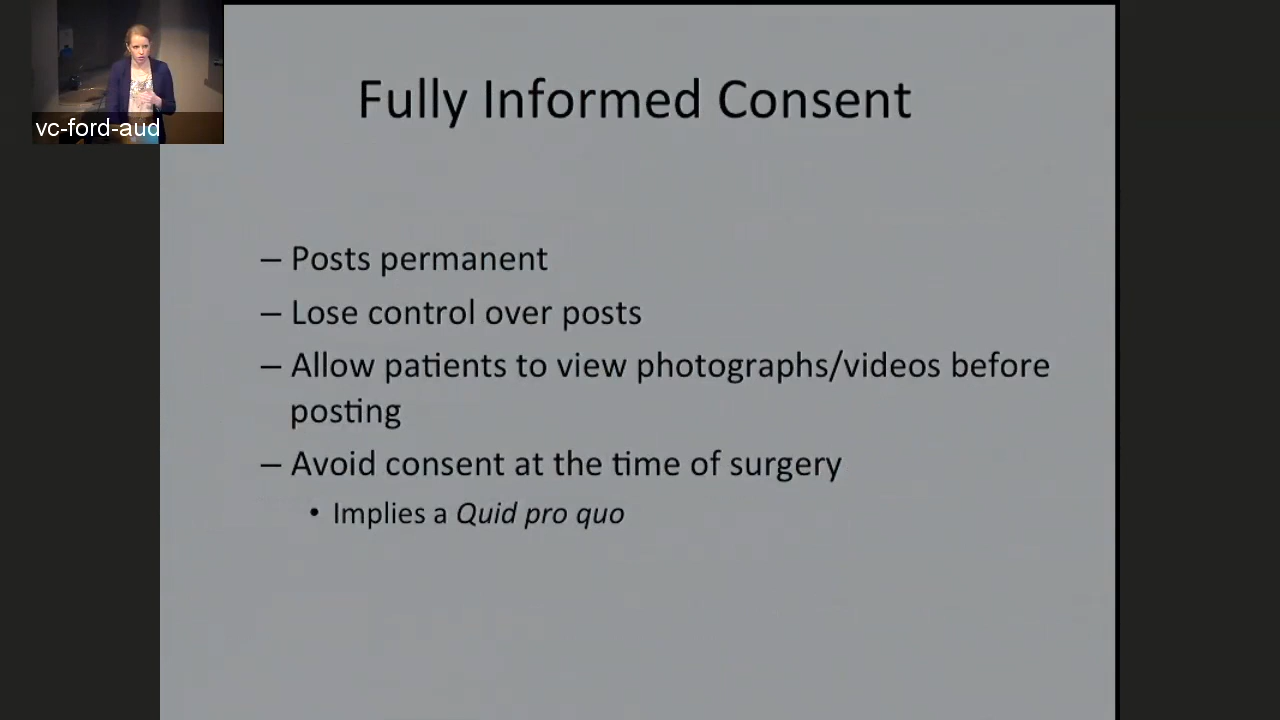 Fully Informed Consent
vc-ford-aud
– Posts permanent
– Lose control over posts
– Allow patients to view photographs/videos before
posting
– Avoid consent at the time of surgery
• Implies a Quid pro quo